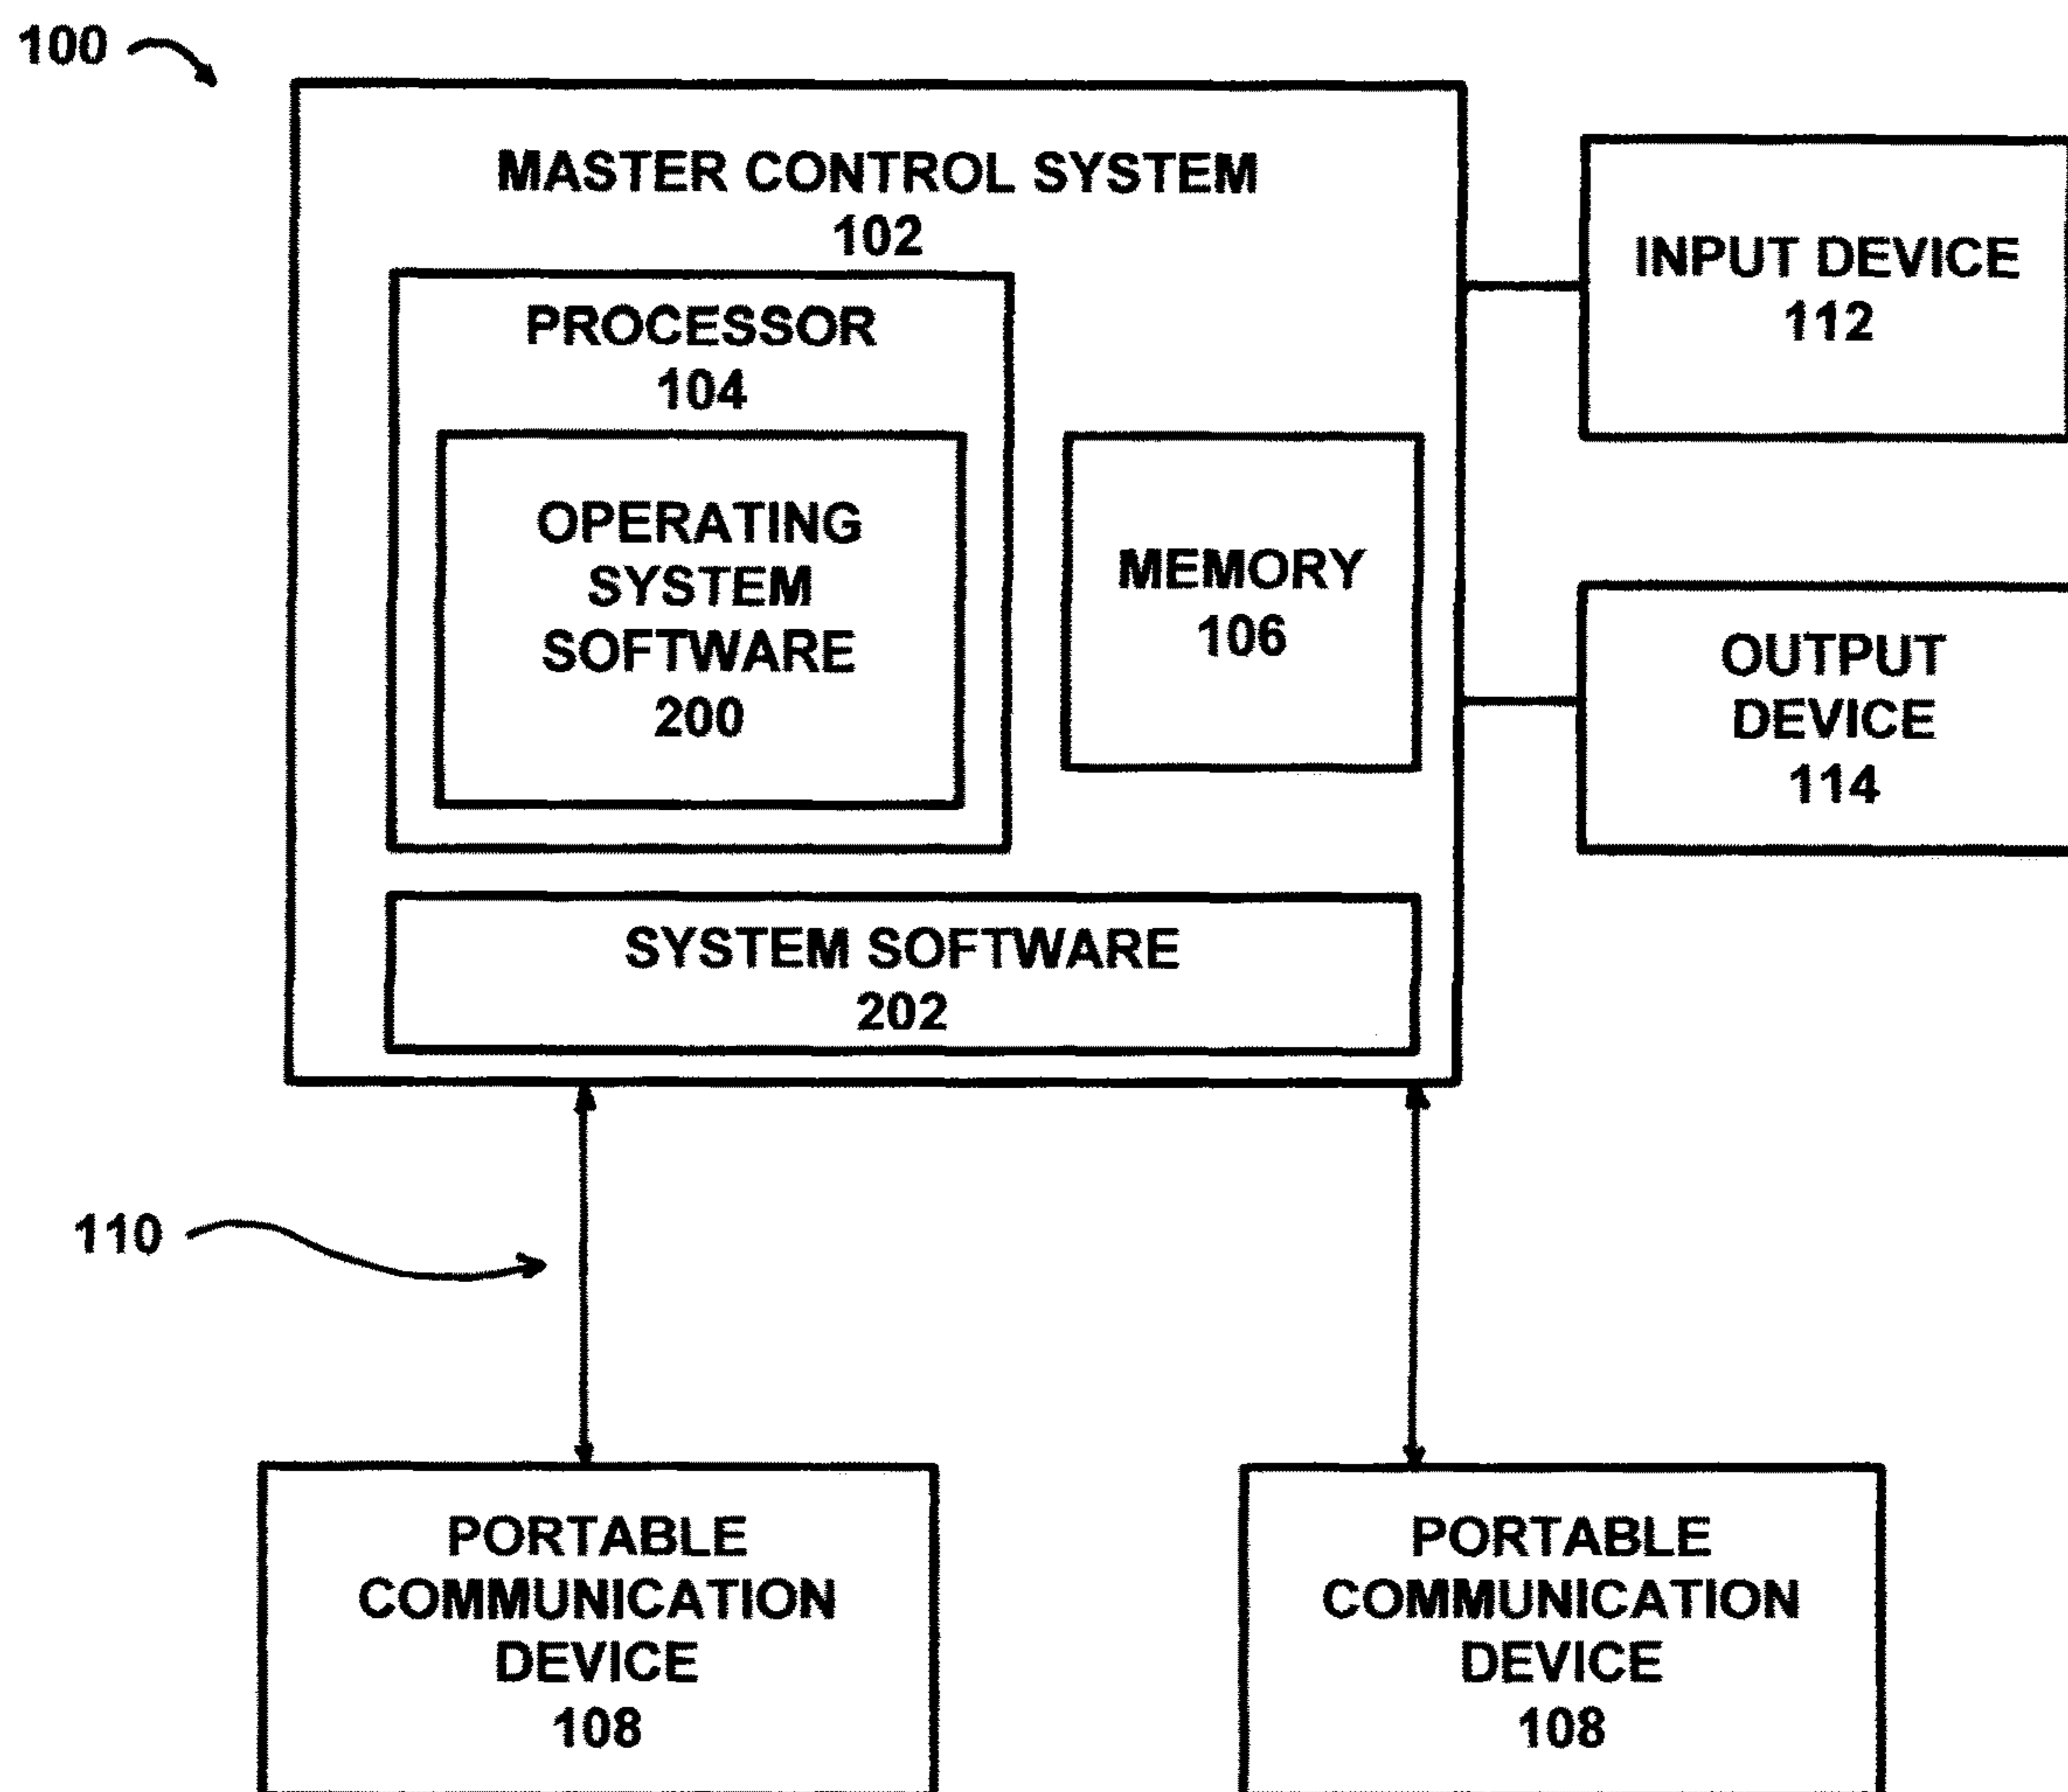 100
MASTER CONTROL SYSTEM
102
PROCESSOR
104
OPERATING
SYSTEM
SOFTWARE
200
MEMORY
106
SYSTEM SOFTWARE
202
INPUT DEVICE
112
OUTPUT
DEVICE
114
110
PORTABLE
COMMUNICATION
DEVICE
108
PORTABLE
COMMUNICATION
DEVICE
108